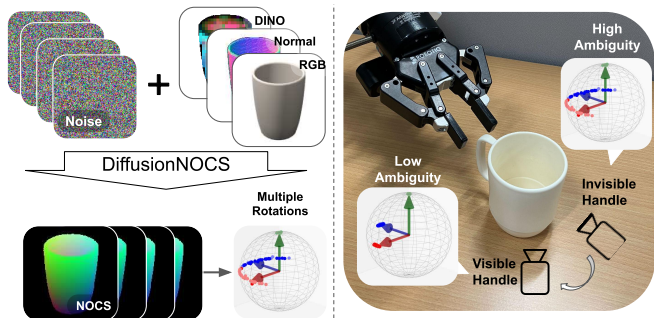 DINO
Normal
RGB
Noise
DiffusionNOCS
Multiple
Rotations
NOCS
High
Ambiguity
Low
Ambiguity
Invisible
Handle
Visible
Handle